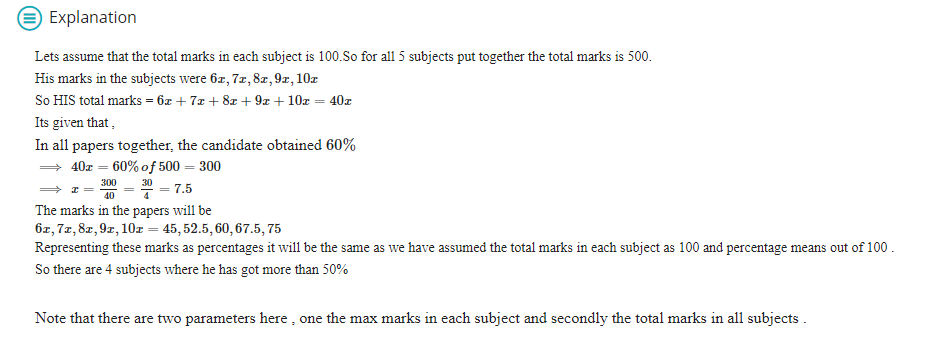 Explanation
Lets assume that the total marks in each subject is 100.So for all 5 subjects put together the total marks is 500.
His marks in the subjects were 6x, 7x, 8x, 9x, 10x
So HIS total marks = 6x + 7x + 8x + 9x + 10x = 40x
Its given that ,
In all papers together, the candidate obtained 60%
⟹ 40x = 60% of 500 = 300
⟹ x = 300/40 = 30/4 = 7.5
The marks in the papers will be
6x, 7x, 8x, 9x, 10x = 45, 52.5, 60, 67.5, 75
Representing these marks as percentages it will be the same as we have assumed the total marks in each subject as 100 and percentage means out of 100 .
So there are 4 subjects where he has got more than 50%
Note that there are two parameters here , one the max marks in each subject and secondly the total marks in all subjects .